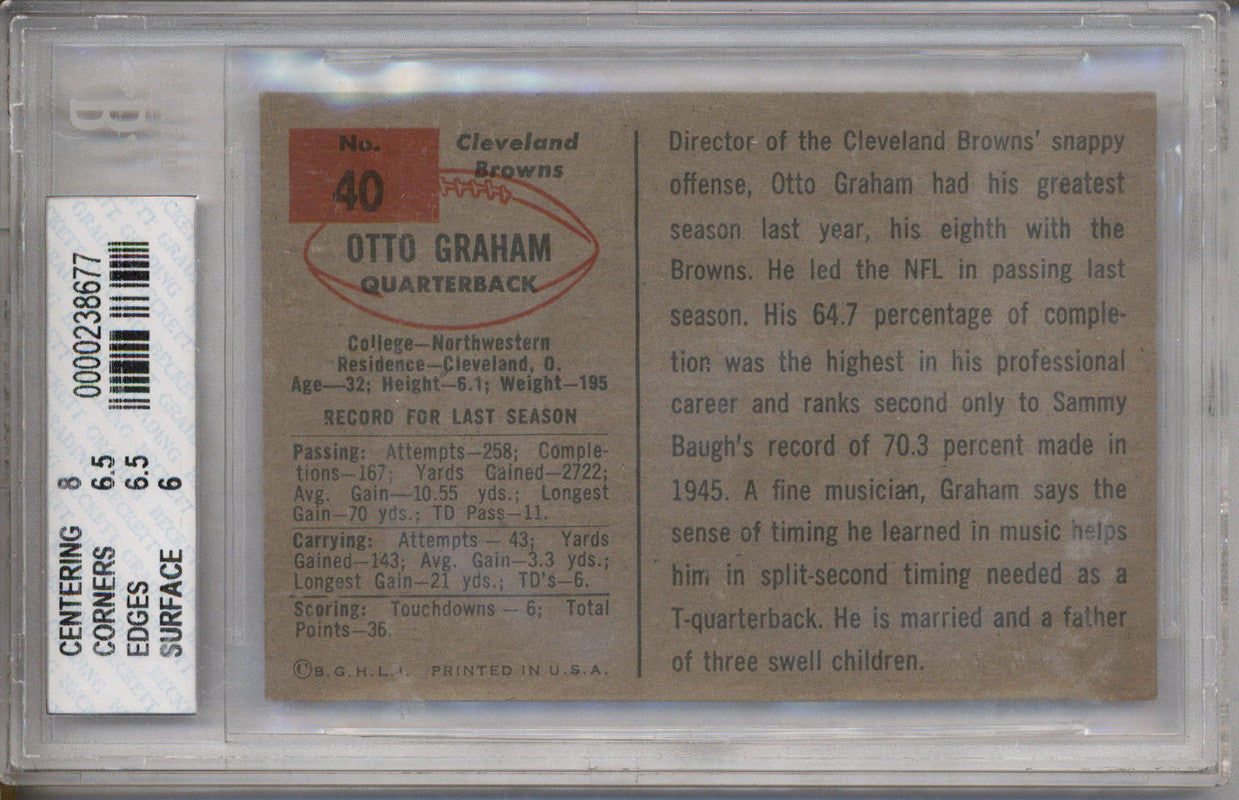 0000238677
CENTERING 8
CORNERS 6.5
EDGES 6.5
SURFACE 6
No.
40
Cleveland
Browns
OTTO GRAHAM
QUARTERBACK
College—Northwestern
Residence—Cleveland, O.
Age—32; Height—6.1; Weight—195
RECORD FOR LAST SEASON
Passing: Attempts—258; Comple-
tions—167; Yards Gained—2722;
Avg. Gain—10.55 yds.; Longest
Gain—70 yds.; TD Pass—11.
Carrying: Attempts — 43; Yards
Gained—143; Avg. Gain—3.3 yds.;
Longest Gain—21 yds.; TD's—6.
Scoring: Touchdowns — 6; Total
Points—36.
©B.G.H.L.I. PRINTED IN U.S.A.
Director of the Cleveland Browns' snappy
offense, Otto Graham had his greatest
season last year, his eighth with the
Browns. He led the NFL in passing last
season. His 64.7 percentage of comple-
tion was the highest in his professional
career and ranks second only to Sammy
Baugh's record of 70.3 percent made in
1945. A fine musician, Graham says the
sense of timing he learned in music helps
him in split-second timing needed as a
T-quarterback. He is married and a father
of three swell children.